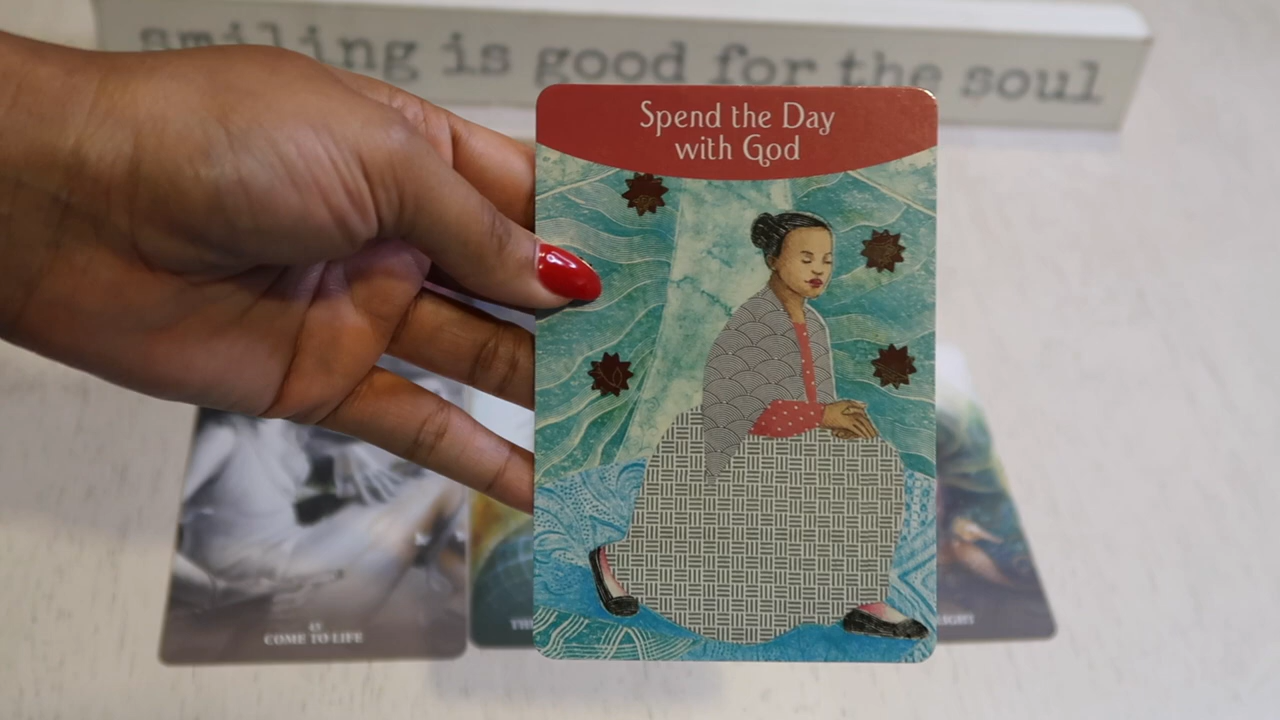 smiling is good for the soul
Spend the Day
with God
COME TO LIFE